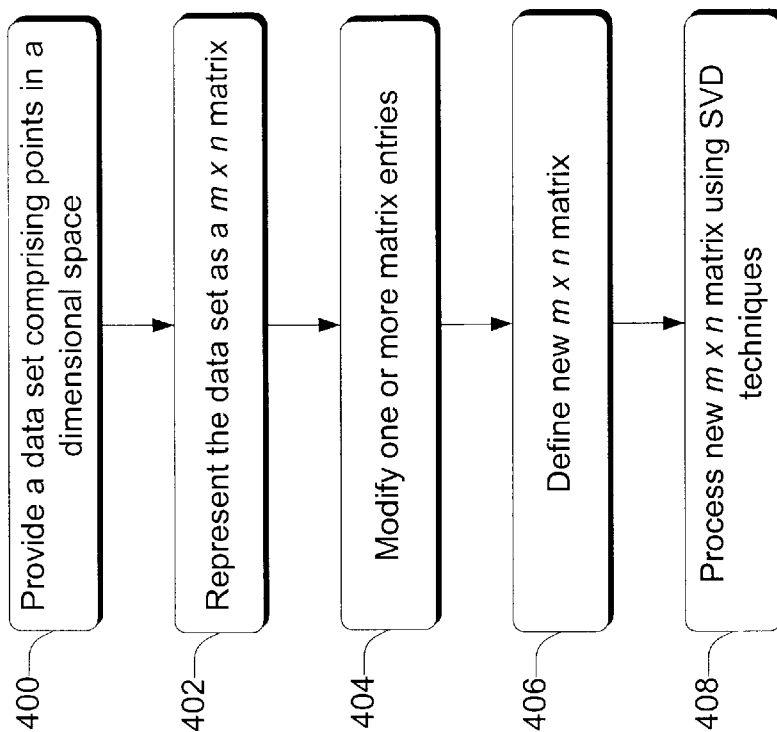 400
Provide a data set comprising points in a
dimensional space
402
Represent the data set as a m x n matrix
404
Modify one or more matrix entries
406
Define new m x n matrix
408
Process new m x n matrix using SVD
techniques